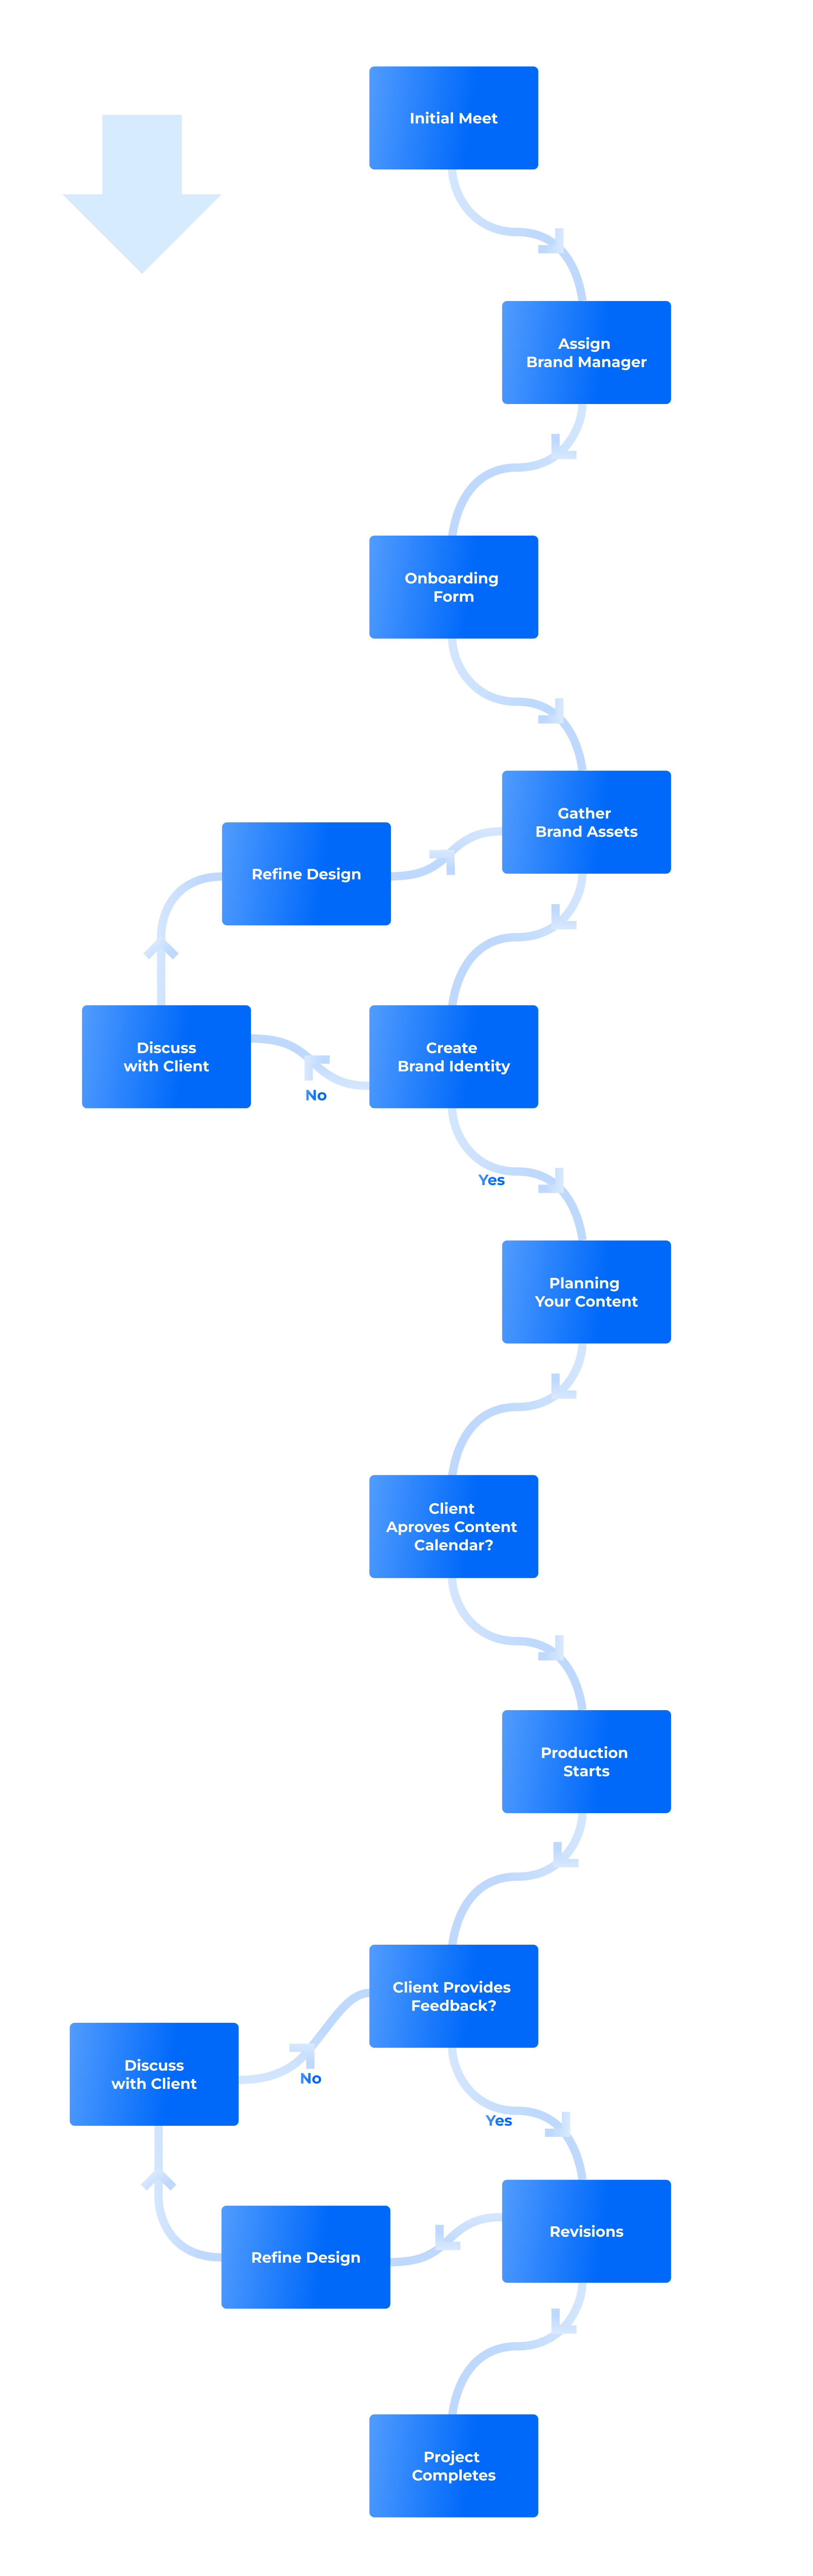 Initial Meet
Assign
Brand Manager
Onboarding
Form
Gather
Brand Assets
Refine Design
Discuss
with Client
Create
Brand Identity
No
Yes
Planning
Your Content
Client
Aproves Content
Calendar?
Production
Starts
Client Provides
Feedback?
Discuss
with Client
No
Yes
Revisions
Refine Design
Project
Completes